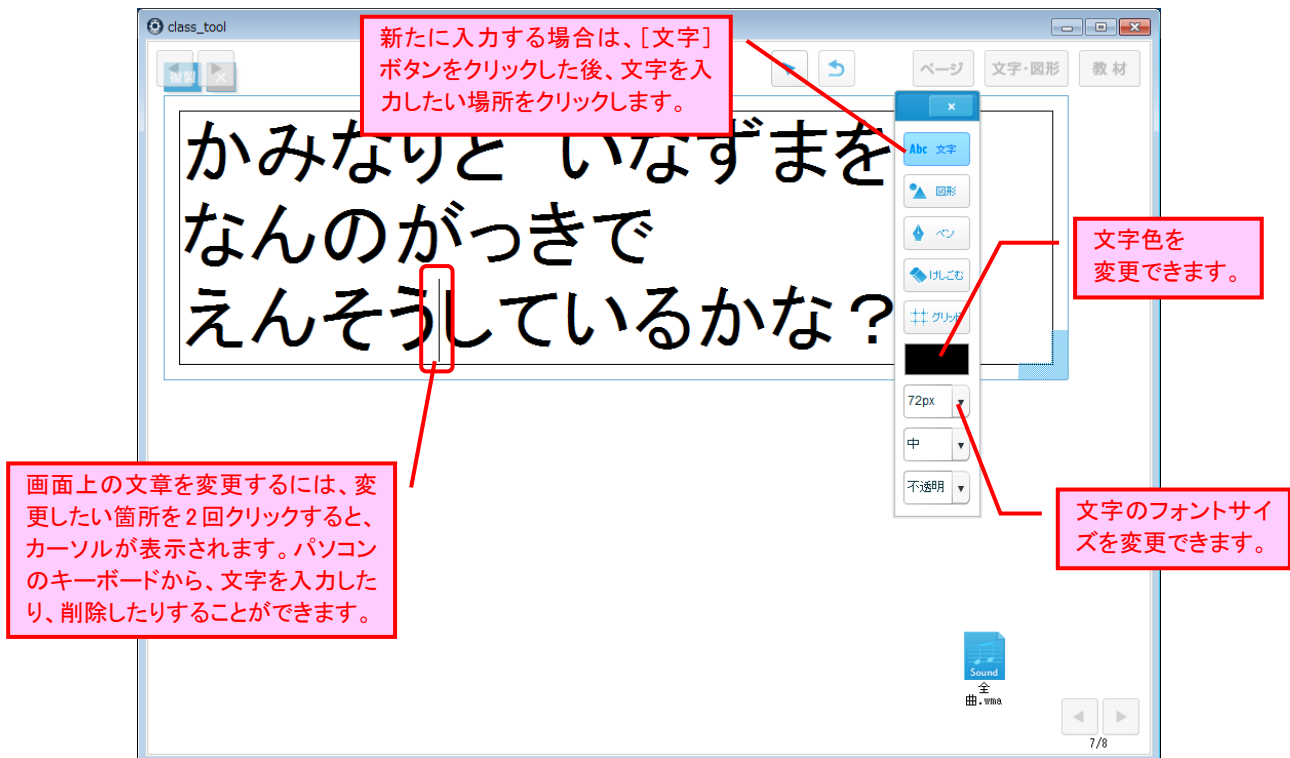 class_tool
新たに入力する場合は、［文字］
ボタンをクリックした後、文字を入
力したい場所をクリックします。
複製
ページ
文字・図形
教材
かみなりと いなずまを
なんのがっきで
えんそうしているかな？
Abc 文字
図形
ペン
けしごむ
グリッド
72px
中
不透明
文字色を
変更できます。
文字のフォントサイ
ズを変更できます。
画面上の文章を変更するには、変
更したい箇所を2回クリックすると、
カーソルが表示されます。パソコン
のキーボードから、文字を入力した
り、削除したりすることができます。
Sound
全
曲.wma
7/8